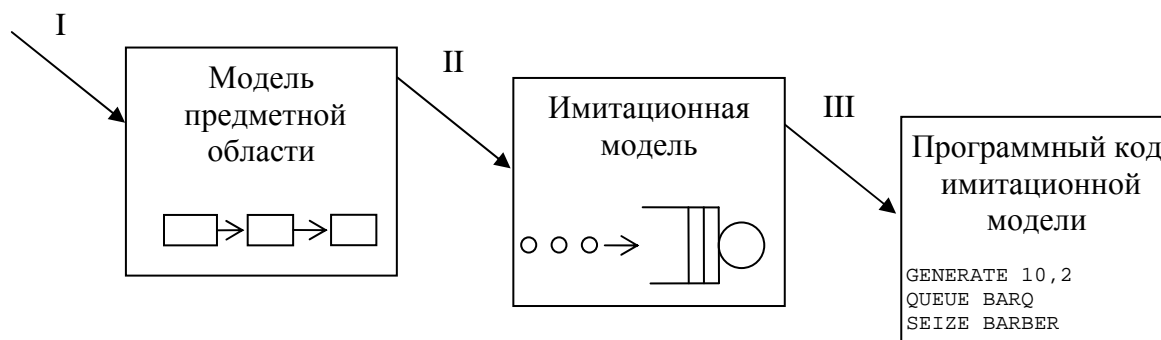 I
Модель
предметной
области
II
Имитационная
модель
III
Программный код
имитационной
модели
GENERATE 10,2
QUEUE BARQ
SEIZE BARBER